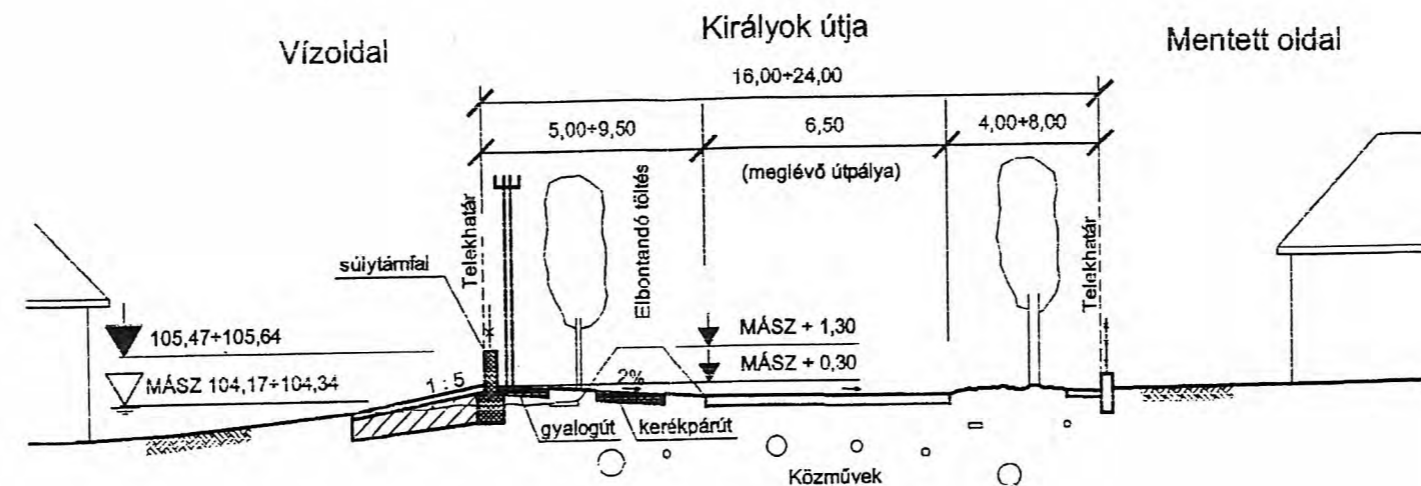 Vízoldal
Királyok útja
Mentett oldal
16,00÷24,00
5,00÷9,50
6,50
4,00÷8,00
(meglévő útpálya)
Telekhatár
Elbontandó töltés
Telekhatár
súlytámfal
105,47÷105,64
MÁSZ 104,17÷104,34
1 : 5
2%
MÁSZ + 1,30
MÁSZ + 0,30
gyalogút
kerékpárút
Közművek